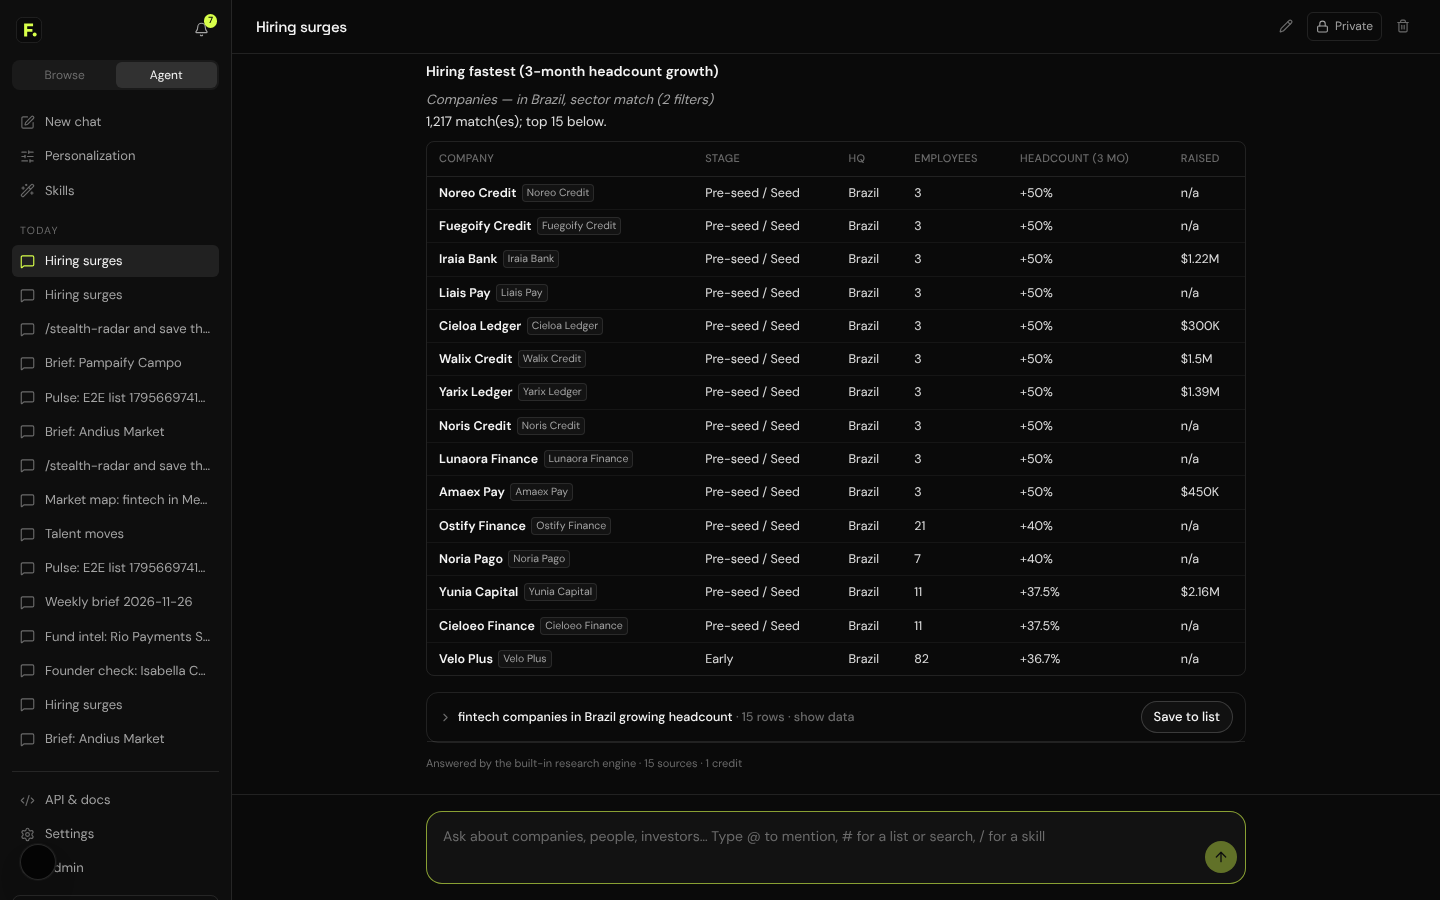 F.
7
Browse
Agent
New chat
Personalization
Skills
TODAY
Hiring surges
Hiring surges
/stealth-radar and save th...
Brief: Pampaify Campo
Pulse: E2E list 1795669741...
Brief: Andius Market
/stealth-radar and save th...
Market map: fintech in Me...
Talent moves
Pulse: E2E list 1795669741...
Weekly brief 2026-11-26
Fund intel: Rio Payments S...
Founder check: Isabella C...
Hiring surges
Brief: Andius Market
API & docs
Settings
dmin
Hiring surges
Private
Hiring fastest (3-month headcount growth)
Companies — in Brazil, sector match (2 filters)
1,217 match(es); top 15 below.
COMPANY STAGE HQ EMPLOYEES HEADCOUNT (3 MO) RAISED
Noreo Credit Noreo Credit Pre-seed / Seed Brazil 3 +50% n/a
Fuegoify Credit Fuegoify Credit Pre-seed / Seed Brazil 3 +50% n/a
Iraia Bank Iraia Bank Pre-seed / Seed Brazil 3 +50% $1.22M
Liais Pay Liais Pay Pre-seed / Seed Brazil 3 +50% n/a
Cieloa Ledger Cieloa Ledger Pre-seed / Seed Brazil 3 +50% $300K
Walix Credit Walix Credit Pre-seed / Seed Brazil 3 +50% $1.5M
Yarix Ledger Yarix Ledger Pre-seed / Seed Brazil 3 +50% $1.39M
Noris Credit Noris Credit Pre-seed / Seed Brazil 3 +50% n/a
Lunaora Finance Lunaora Finance Pre-seed / Seed Brazil 3 +50% n/a
Amaex Pay Amaex Pay Pre-seed / Seed Brazil 3 +50% $450K
Ostify Finance Ostify Finance Pre-seed / Seed Brazil 21 +40% n/a
Noria Pago Noria Pago Pre-seed / Seed Brazil 7 +40% n/a
Yunia Capital Yunia Capital Pre-seed / Seed Brazil 11 +37.5% $2.16M
Cieloeo Finance Cieloeo Finance Pre-seed / Seed Brazil 11 +37.5% n/a
Velo Plus Velo Plus Early Brazil 82 +36.7% n/a
fintech companies in Brazil growing headcount · 15 rows · show data
Save to list
Answered by the built-in research engine · 15 sources · 1 credit
Ask about companies, people, investors... Type @ to mention, # for a list or search, / for a skill